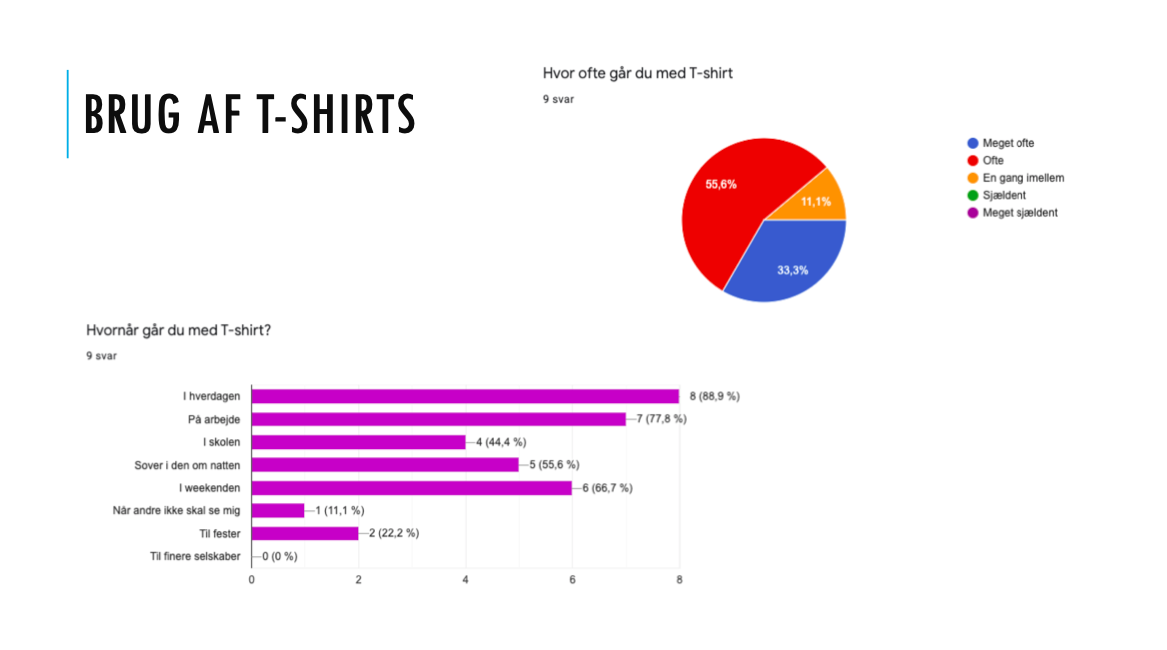 BRUG AF T-SHIRTS
Hvor ofte går du med T-shirt
9 svar
55,6%
11,1%
33,3%
Meget ofte
Ofte
En gang imellem
Sjældent
Meget sjældent
Hvornår går du med T-shirt?
9 svar
I hverdagen 8 (88,9 %)
På arbejde 7 (77,8 %)
I skolen 4 (44,4 %)
Sover i den om natten 5 (55,6 %)
I weekenden 6 (66,7 %)
Når andre ikke skal se mig 1 (11,1 %)
Til fester 2 (22,2 %)
Til finere selskaber 0 (0 %)
0 2 4 6 8